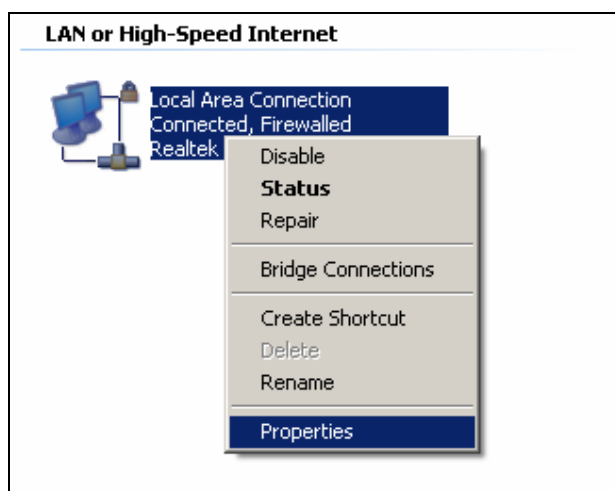 LAN or High-Speed Internet
Local Area Connection
Connected, Firewalled
Realtek
Disable
Status
Repair
Bridge Connections
Create Shortcut
Delete
Rename
Properties